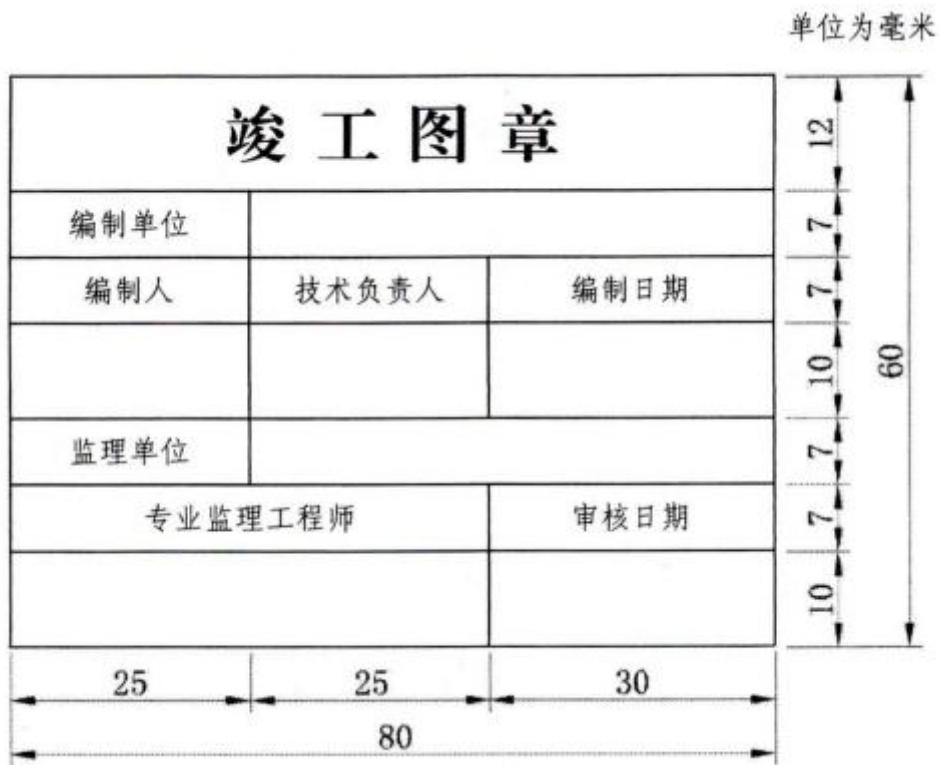 单位为毫米
竣工图章
12
编制单位
7
编制人 技术负责人 编制日期
7
10
60
监理单位
7
专业监理工程师 审核日期
7
10
25 25 30
80